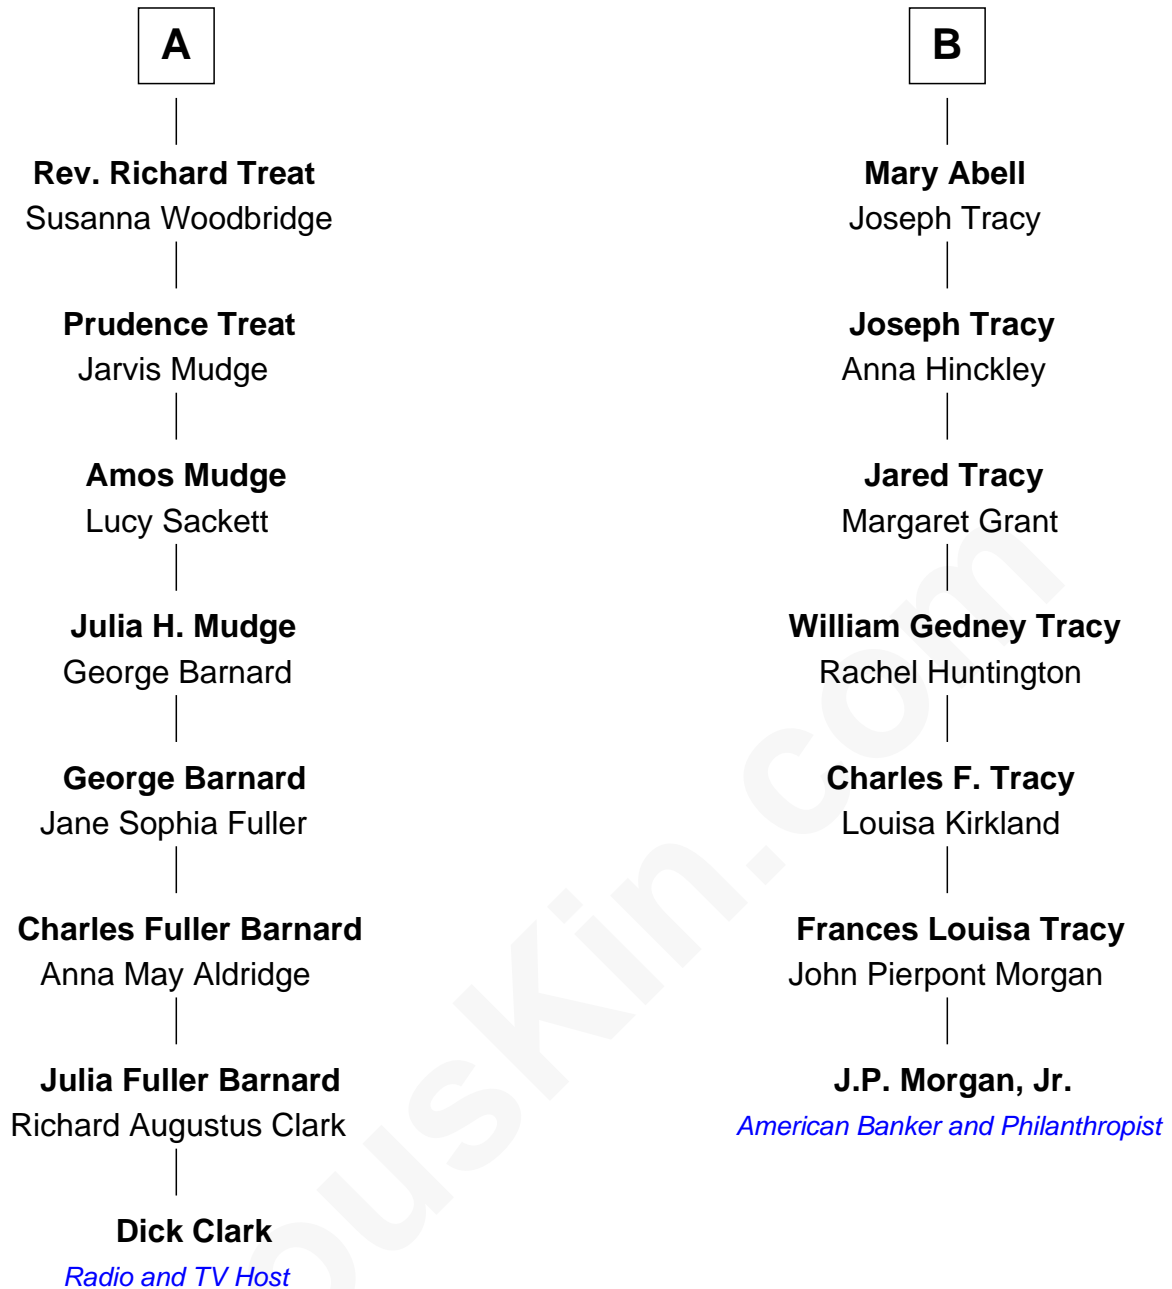 A
Rev. Richard Treat
Susanna Woodbridge
Prudence Treat
Jarvis Mudge
Amos Mudge
Lucy Sackett
Julia H. Mudge
George Barnard
George Barnard
Jane Sophia Fuller
Charles Fuller Barnard
Anna May Aldridge
Julia Fuller Barnard
Richard Augustus Clark
Dick Clark
Radio and TV Host
B
Mary Abell
Joseph Tracy
Joseph Tracy
Anna Hinckley
Jared Tracy
Margaret Grant
William Gedney Tracy
Rachel Huntington
Charles F. Tracy
Louisa Kirkland
Frances Louisa Tracy
John Pierpont Morgan
J.P. Morgan, Jr.
American Banker and Philanthropist
ousKin.com